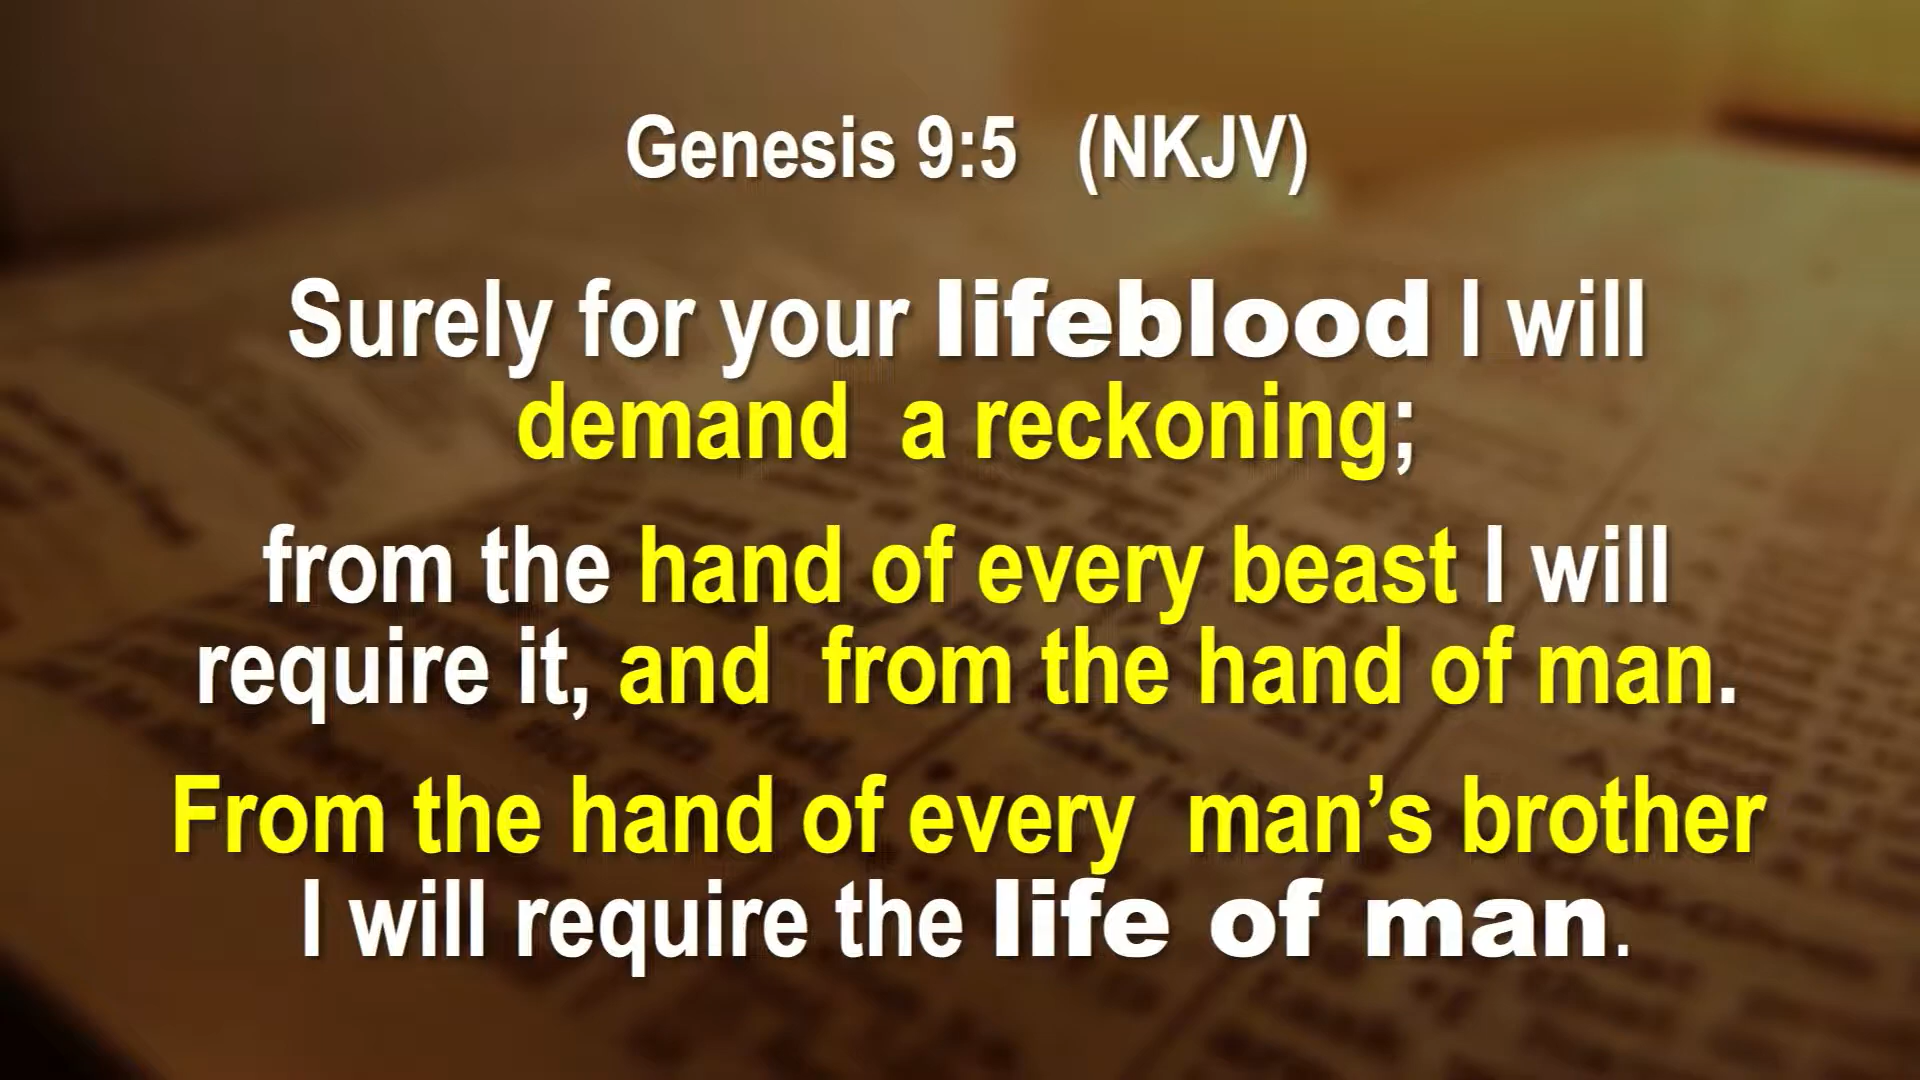 Genesis 9:5 (NKJV)
Surely for your lifeblood I will
demand a reckoning;
from the hand of every beast I will
require it, and from the hand of man.
From the hand of every man’s brother
I will require the life of man.